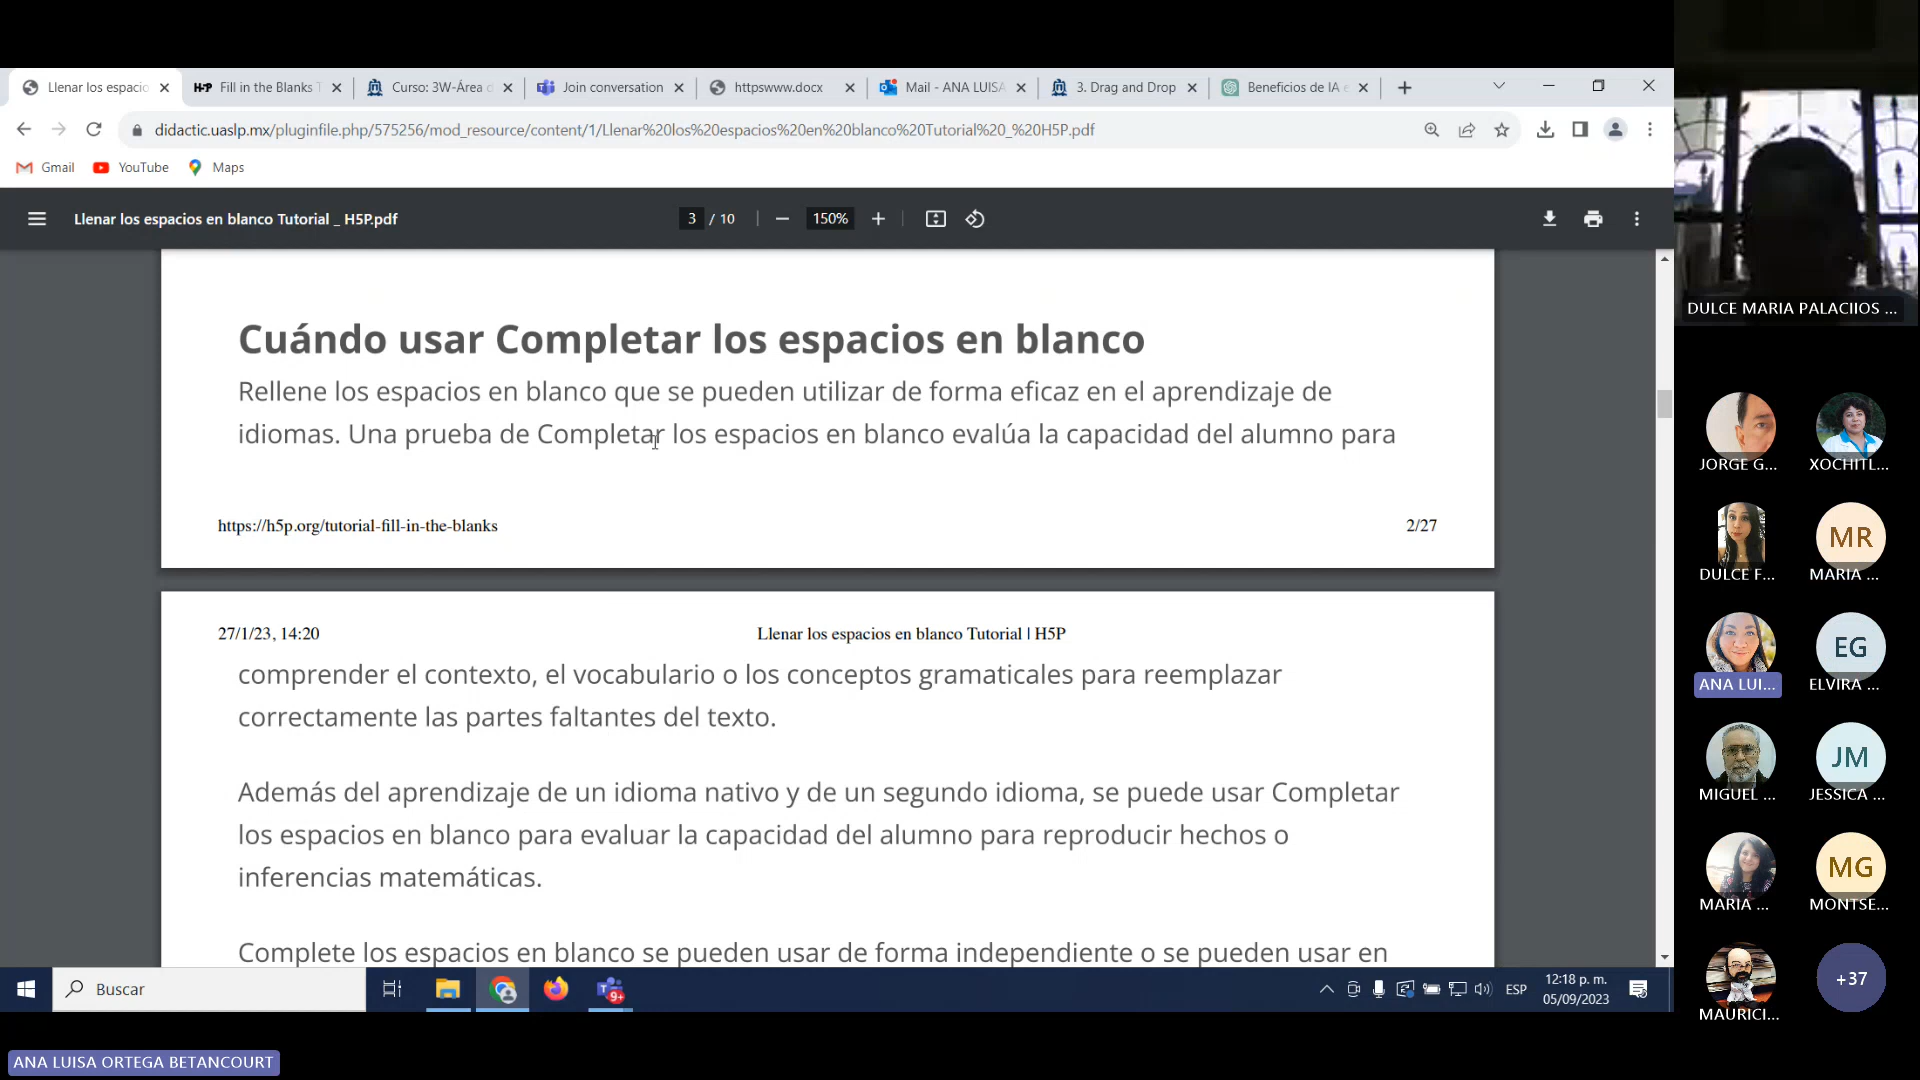 Llenar los espacio
H-P Fill in the Blanks T
Curso: 3W-Área d
Join conversation
httpswww.docx
Mail - ANA LUISA
3. Drag and Drop
Beneficios de IA e
didactic.uaslp.mx/pluginfile.php/575256/mod_resource/content/1/Llenar%20los%20espacios%20en%20blanco%20Tutorial%20_%20H5P.pdf
Gmail
YouTube
Maps
Llenar los espacios en blanco Tutorial _ H5P.pdf
3 / 10
150%
Cuándo usar Completar los espacios en blanco
Rellene los espacios en blanco que se pueden utilizar de forma eficaz en el aprendizaje de
idiomas. Una prueba de Completar los espacios en blanco evalúa la capacidad del alumno para
https://h5p.org/tutorial-fill-in-the-blanks
2/27
27/1/23, 14:20
Llenar los espacios en blanco Tutorial | H5P
comprender el contexto, el vocabulario o los conceptos gramaticales para reemplazar
correctamente las partes faltantes del texto.
Además del aprendizaje de un idioma nativo y de un segundo idioma, se puede usar Completar
los espacios en blanco para evaluar la capacidad del alumno para reproducir hechos o
inferencias matemáticas.
Complete los espacios en blanco se pueden usar de forma independiente o se pueden usar en
Buscar
9+
ESP
12:18 p. m.
05/09/2023
DULCE MARIA PALACIIOS ...
JORGE G...
XOCHITL...
DULCE F...
MR
MARIA ...
ANA LUI...
EG
ELVIRA ...
MIGUEL ...
JM
JESSICA ...
MARIA ...
MG
MONTSE...
MAURICI...
+37
ANA LUISA ORTEGA BETANCOURT